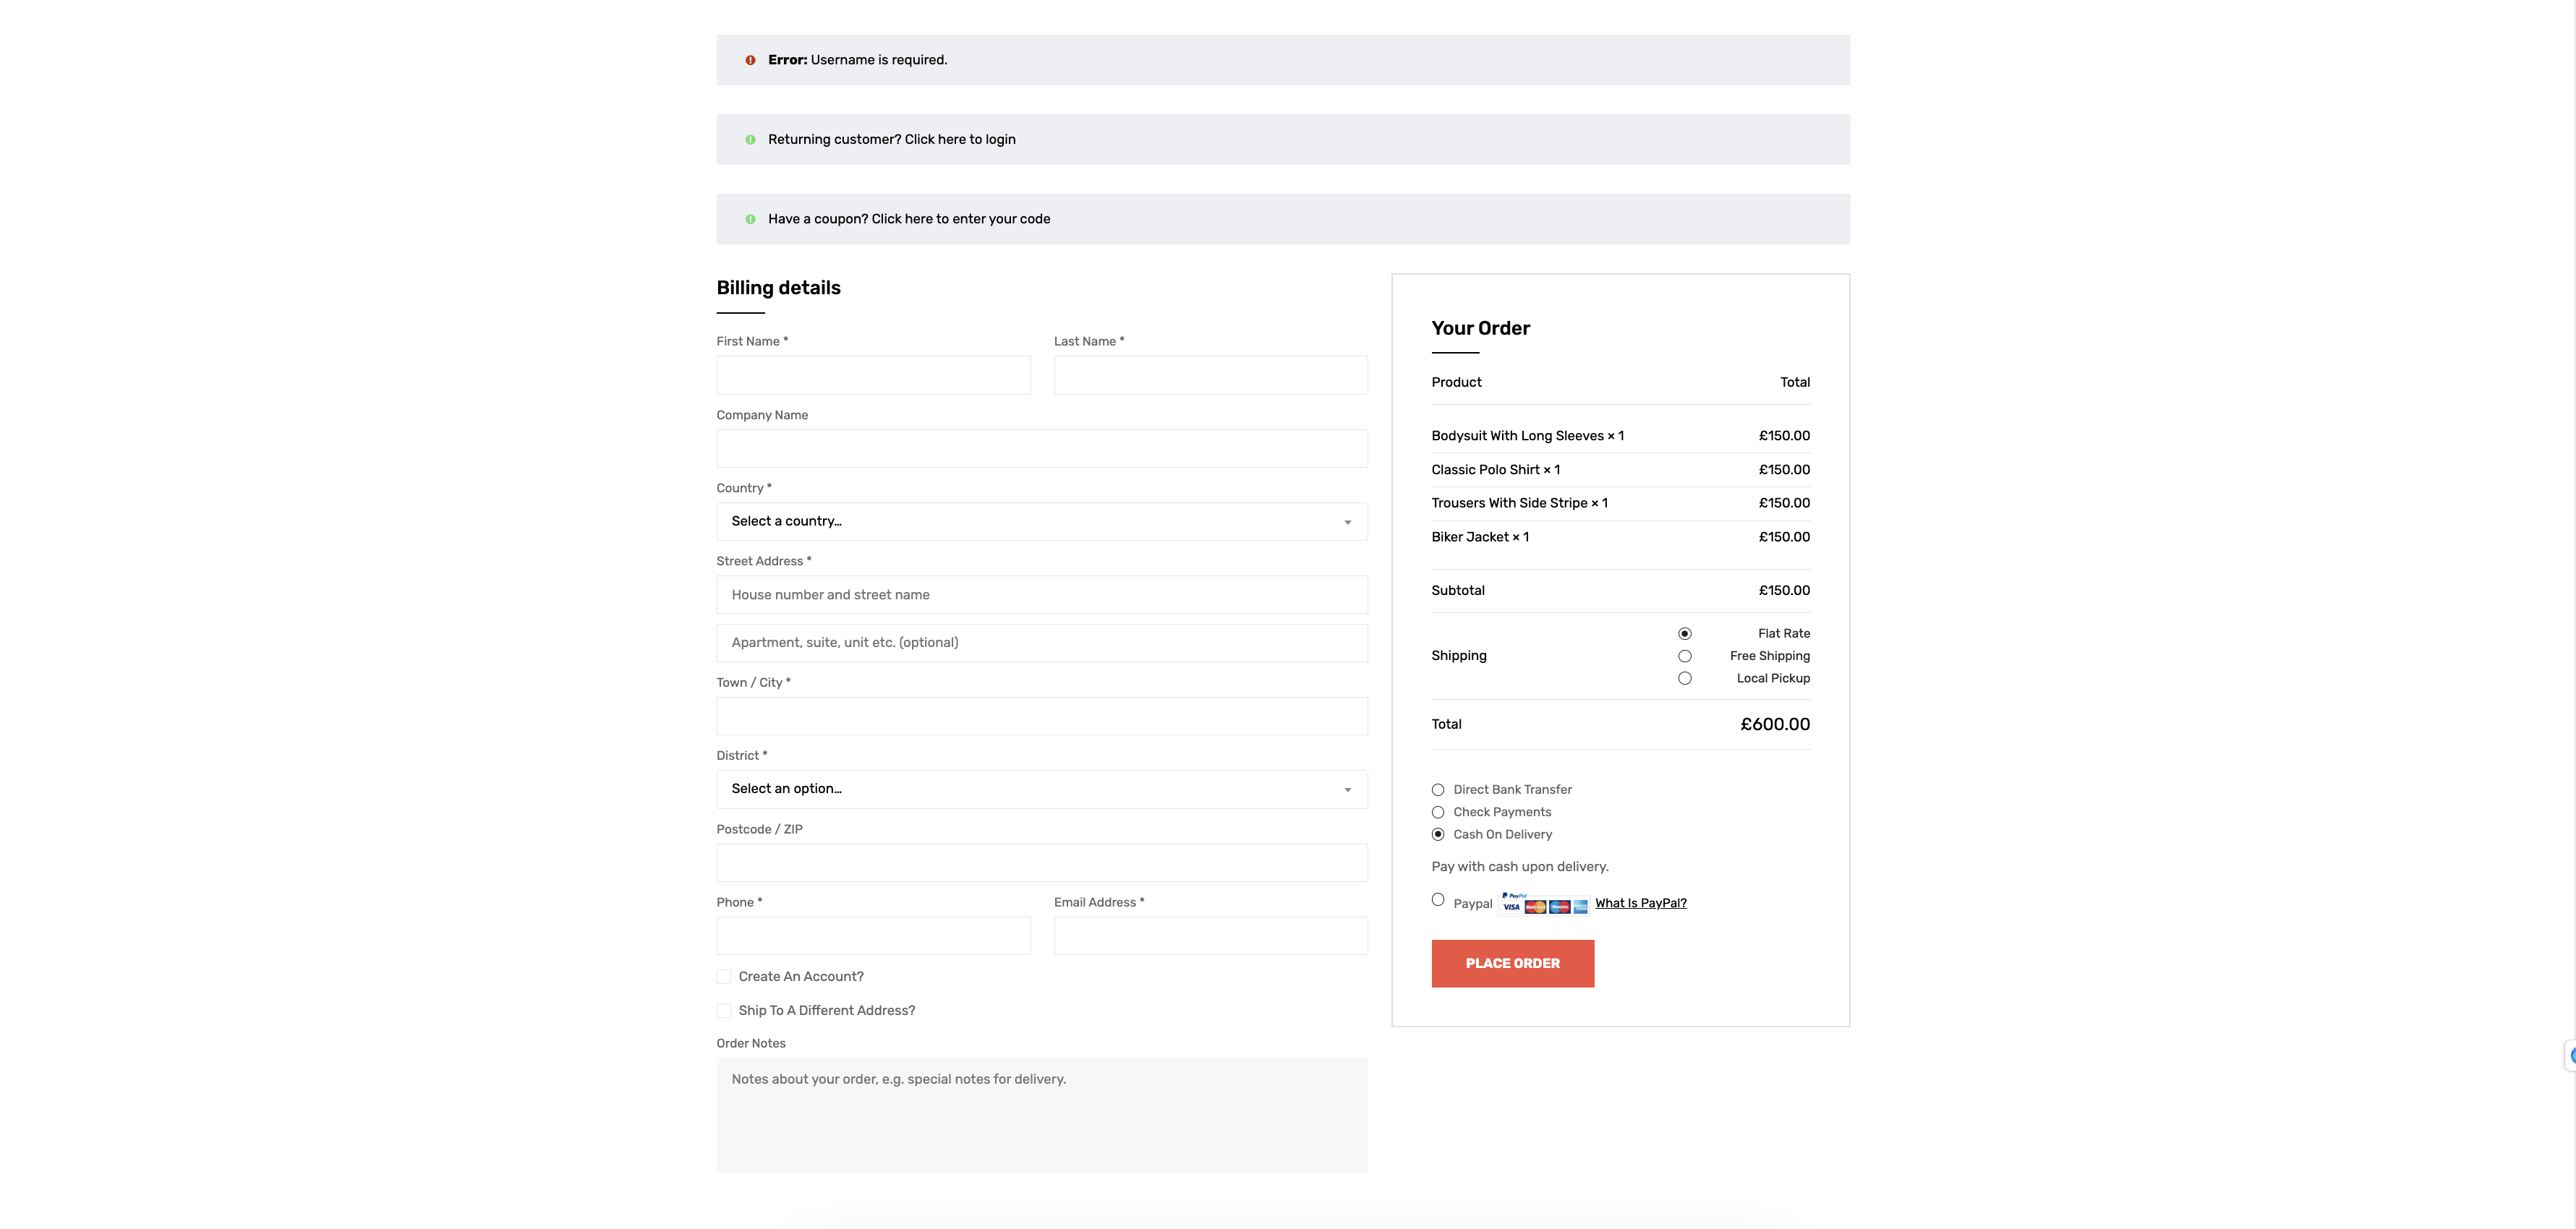 Error: Username is required.
Returning customer? Click here to login
Have a coupon? Click here to enter your code
Billing details
First Name *
Last Name *
Company Name
Country *
Select a country...
Street Address *
House number and street name
Apartment, suite, unit etc. (optional)
Town / City *
District *
Select an option...
Postcode / ZIP
Phone *
Email Address *
Create An Account?
Ship To A Different Address?
Order Notes
Notes about your order, e.g. special notes for delivery.
Your Order
Product Total
Bodysuit With Long Sleeves × 1 £150.00
Classic Polo Shirt × 1 £150.00
Trousers With Side Stripe × 1 £150.00
Biker Jacket × 1 £150.00
Subtotal £150.00
Shipping
Flat Rate
Free Shipping
Local Pickup
Total £600.00
Direct Bank Transfer
Check Payments
Cash On Delivery
Pay with cash upon delivery.
Paypal PayPal VISA What Is PayPal?
PLACE ORDER